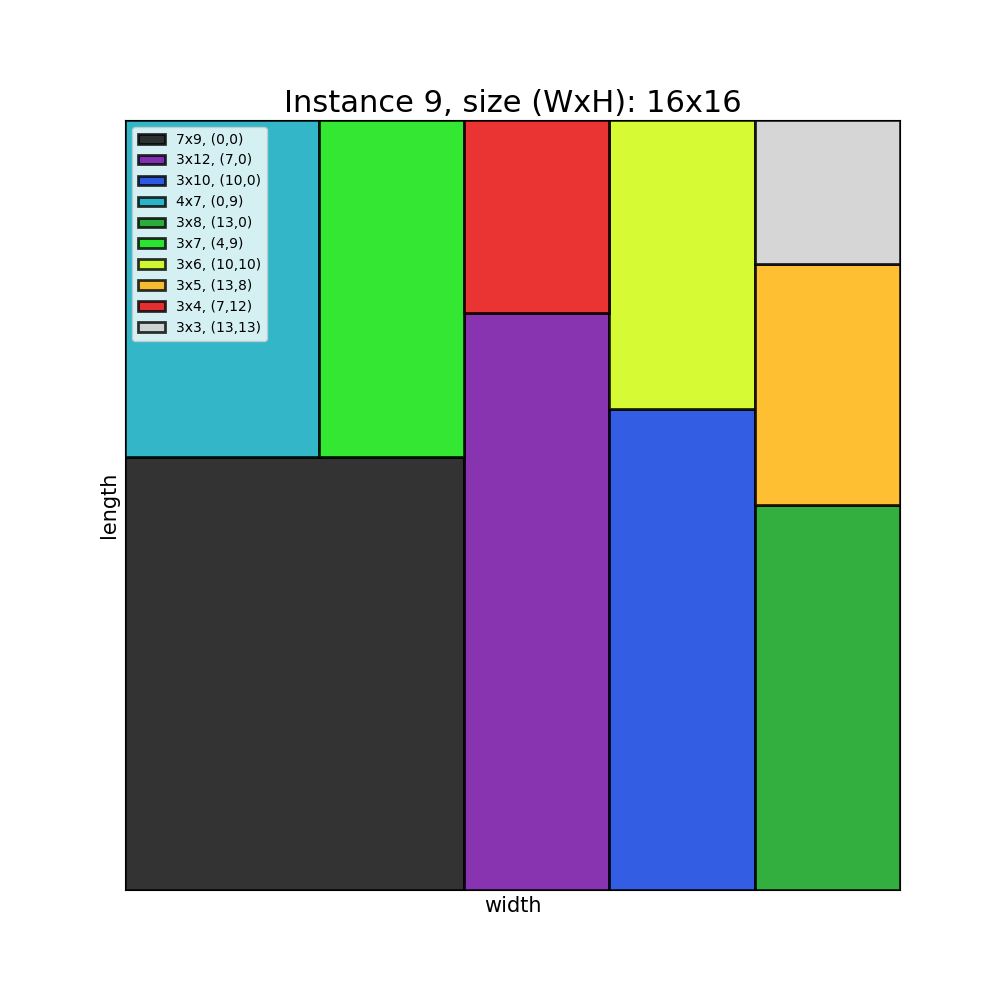 Instance 9, size (WxH): 16x16
7x9, (0,0)
3x12, (7,0)
3x10, (10,0)
4x7, (0,9)
3x8, (13,0)
3x7, (4,9)
3x6, (10,10)
3x5, (13,8)
3x4, (7,12)
3x3, (13,13)
length
width